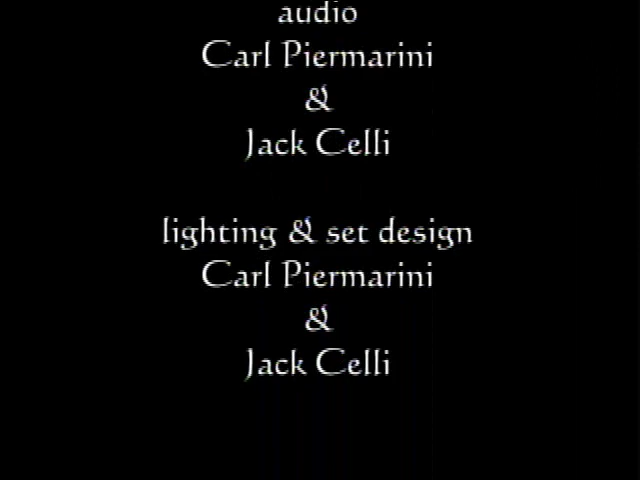 audio
Carl Piermarini
&
Jack Celli
lighting & set design
Carl Piermarini
&
Jack Celli